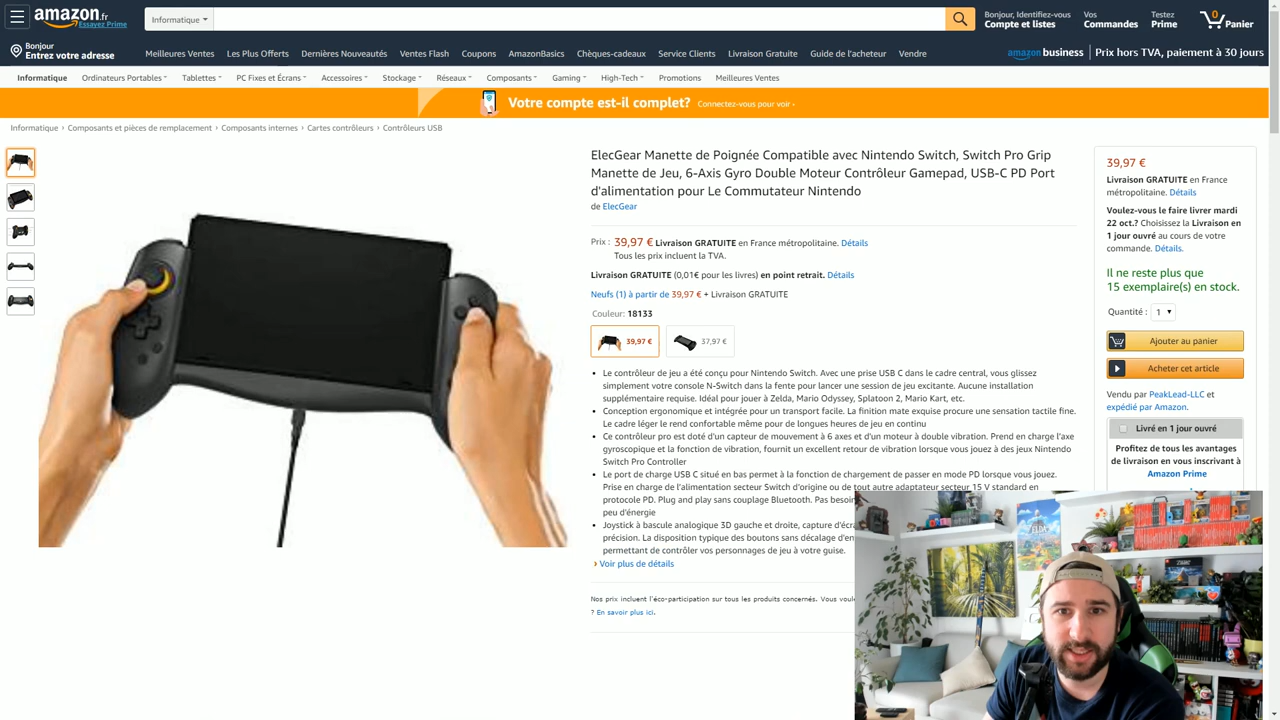 amazon.fr
Essayez Prime
Informatique
Bonjour, Identifiez-vous
Compte et listes
Vos
Commandes
Testez
Prime
0
Panier
Bonjour
Entrez votre adresse
Meilleures Ventes Les Plus Offerts Dernières Nouveautés Ventes Flash Coupons AmazonBasics Chèques-cadeaux Service Clients Livraison Gratuite Guide de l'acheteur Vendre
amazon business Prix hors TVA, paiement à 30 jours
Informatique Ordinateurs Portables Tablettes PC Fixes et Écrans Accessoires Stockage Réseaux Composants Gaming High-Tech Promotions Meilleures Ventes
Votre compte est-il complet? Connectez-vous pour voir ›
Informatique › Composants et pièces de remplacement › Composants internes › Cartes contrôleurs › Contrôleurs USB
ElecGear Manette de Poignée Compatible avec Nintendo Switch, Switch Pro Grip
Manette de Jeu, 6-Axis Gyro Double Moteur Contrôleur Gamepad, USB-C PD Port
d'alimentation pour Le Commutateur Nintendo
de ElecGear
Prix : 39,97 € Livraison GRATUITE en France métropolitaine. Détails
Tous les prix incluent la TVA.
Livraison GRATUITE (0,01€ pour les livres) en point retrait. Détails
Neufs (1) à partir de 39,97 € + Livraison GRATUITE
Couleur: 18133
39,97 €
37,97 €
• Le contrôleur de jeu a été conçu pour Nintendo Switch. Avec une prise USB C dans le cadre central, vous glissez
simplement votre console N-Switch dans la fente pour lancer une session de jeu excitante. Aucune installation
supplémentaire requise. Idéal pour jouer à Zelda, Mario Odyssey, Splatoon 2, Mario Kart, etc.
• Conception ergonomique et intégrée pour un transport facile. La finition mate exquise procure une sensation tactile fine.
Le cadre léger le rend confortable même pour de longues heures de jeu en continu
• Ce contrôleur pro est doté d'un capteur de mouvement à 6 axes et d'un moteur à double vibration. Prend en charge l'axe
gyroscopique et la fonction de vibration, fournit un excellent retour de vibration lorsque vous jouez à des jeux Nintendo
Switch Pro Controller
• Le port de charge USB C situé en bas permet à la fonction de chargement de passer en mode PD lorsque vous jouez.
Prise en charge de l'alimentation secteur Switch d'origine ou de tout autre adaptateur secteur 15 V standard en
protocole PD. Plug and play sans couplage Bluetooth. Pas besoin
peu d'énergie
• Joystick à bascule analogique 3D gauche et droite, capture d'écra
précision. La disposition typique des boutons sans décalage d'en
permettant de contrôler vos personnages de jeu à votre guise.
› Voir plus de détails
Nos prix incluent l'éco-participation sur tous les produits concernés. Vous voule
? En savoir plus ici.
39,97 €
Livraison GRATUITE en France
métropolitaine. Détails
Voulez-vous le faire livrer mardi
22 oct.? Choisissez la Livraison en
1 jour ouvré au cours de votre
commande. Détails.
Il ne reste plus que
15 exemplaire(s) en stock.
Quantité : 1
Ajouter au panier
Acheter cet article
Vendu par PeakLead-LLC et
expédié par Amazon.
Livré en 1 jour ouvré
Profitez de tous les avantages
de livraison en vous inscrivant à
Amazon Prime
ZELDA